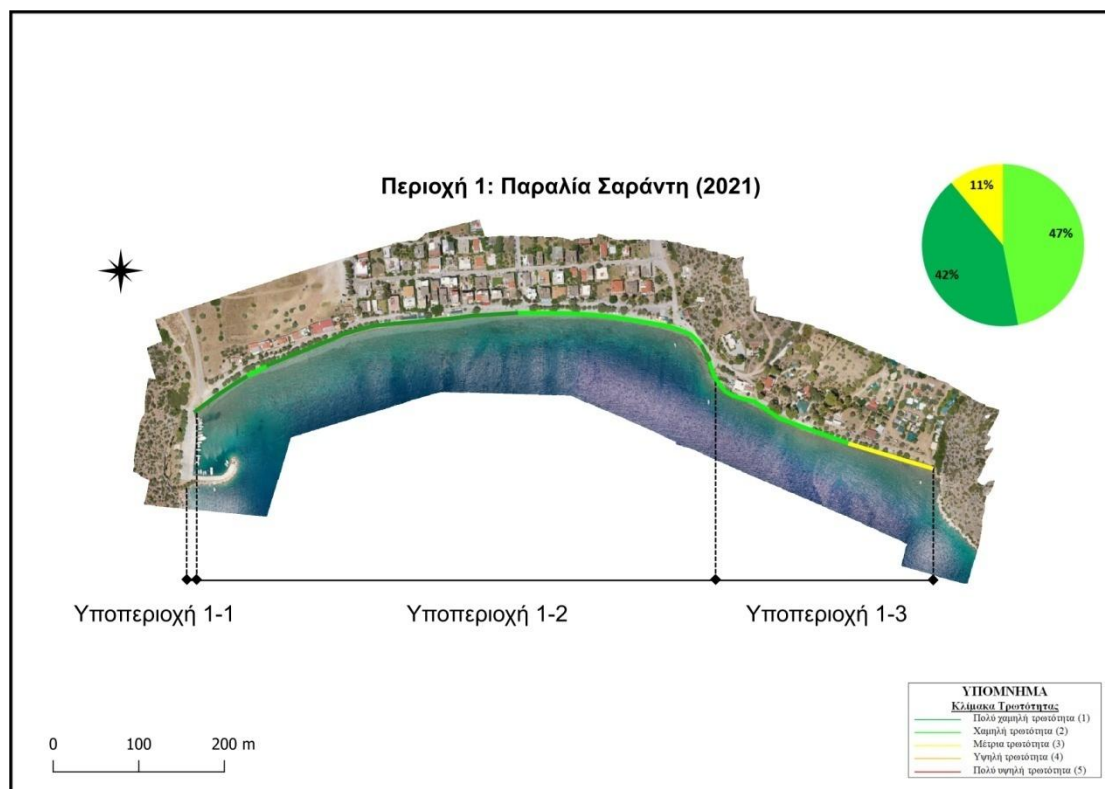 Περιοχή 1: Παραλία Σαράντη (2021)
11%
47%
42%
Υποπεριοχή 1-1
Υποπεριοχή 1-2
Υποπεριοχή 1-3
0 100 200 m
ΥΠΟΜΝΗΜΑ
Κλίμακα Τρωτότητας
Πολύ χαμηλή τρωτότητα (1)
Χαμηλή τρωτότητα (2)
Μέτρια τρωτότητα (3)
Υψηλή τρωτότητα (4)
Πολύ υψηλή τρωτότητα (5)